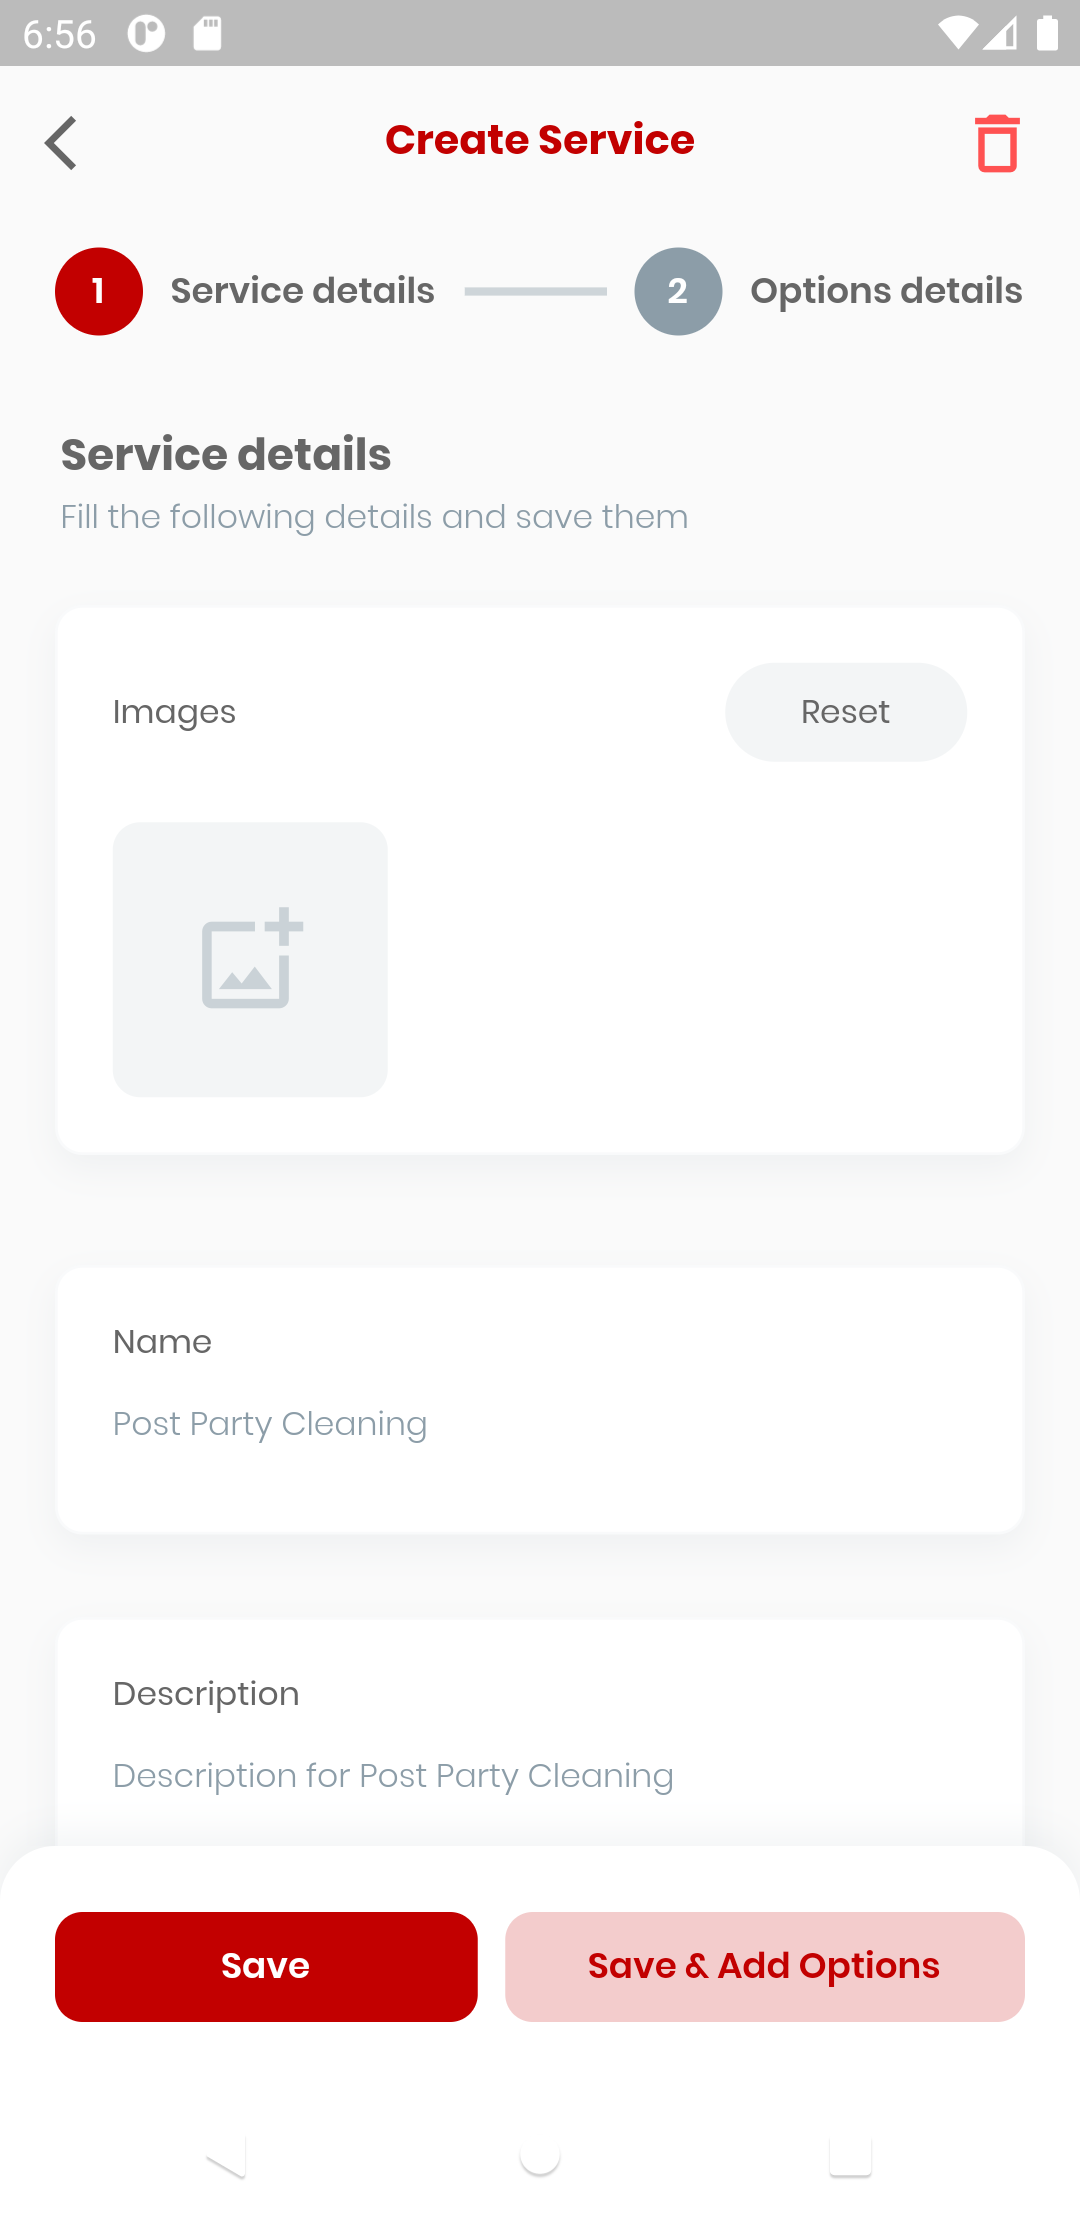 6:56
Create Service
1 Service details 2 Options details
Service details
Fill the following details and save them
Images Reset
Name
Post Party Cleaning
Description
Description for Post Party Cleaning
Save Save & Add Options